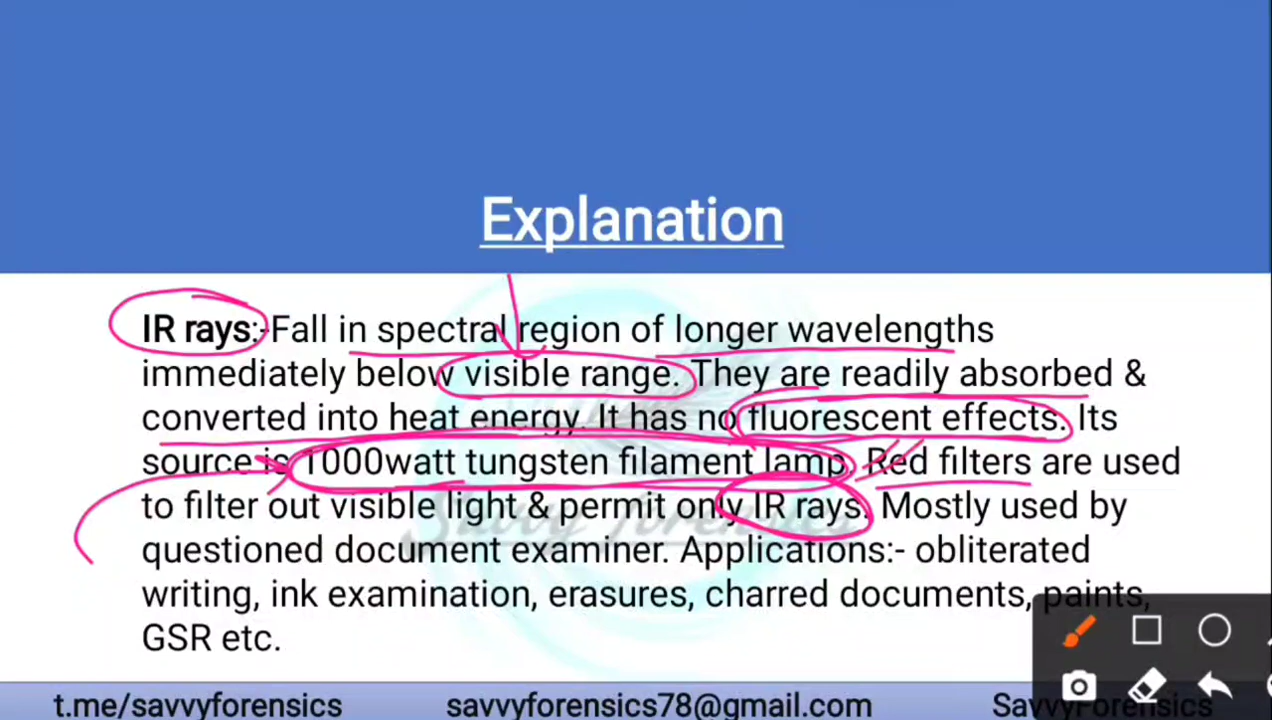 Explanation
IR rays:-Fall in spectral region of longer wavelengths
immediately below visible range. They are readily absorbed &
converted into heat energy. It has no fluorescent effects. Its
source is 1000watt tungsten filament lamp. Red filters are used
to filter out visible light & permit only IR rays. Mostly used by
questioned document examiner. Applications:- obliterated
writing, ink examination, erasures, charred documents, paints,
GSR etc.
Savvy forensics
t.me/savvyforensics savvyforensics78@gmail.com SavvyForensics